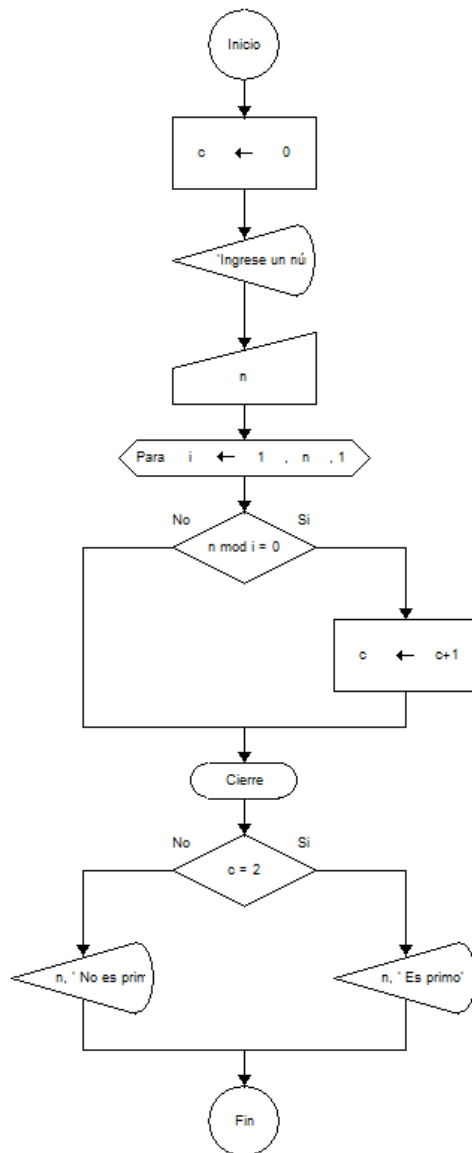 Inicio
c ← 0
'Ingrese un nú
n
Para i ← 1 , n , 1
No Si
n mod i = 0
c ← c+1
Cierre
No Si
c = 2
n, ' No es prim
n, ' Es primo'
Fin